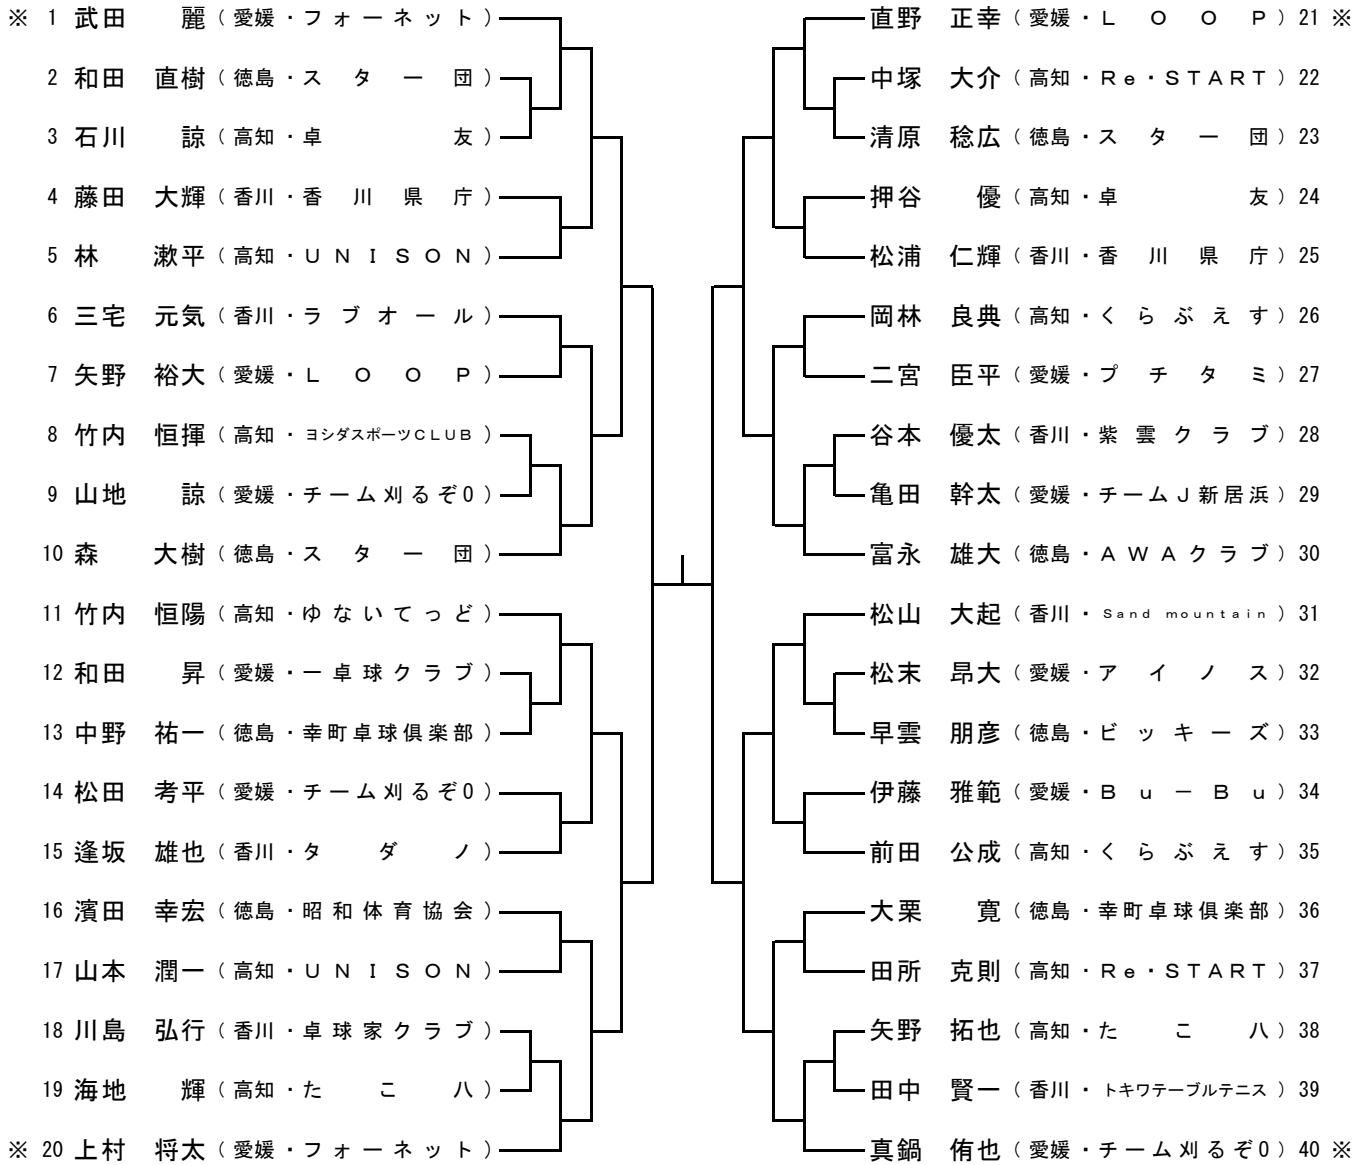 ※ 1 武田 麗 （ 愛媛 ・ フォーネット ）
2 和田 直樹 （ 徳島 ・ スター団 ）
3 石川 諒 （ 高知 ・ 卓友 ）
4 藤田 大輝 （ 香川 ・ 香川県庁 ）
5 林 漱平 （ 高知 ・ ＵＮＩＳＯＮ ）
6 三宅 元気 （ 香川 ・ ラブオール ）
7 矢野 裕大 （ 愛媛 ・ ＬＯＯＰ ）
8 竹内 恒揮 （ 高知 ・ ヨシダスポーツＣＬＵＢ ）
9 山地 諒 （ 愛媛 ・ チーム刈るぞ0 ）
10 森 大樹 （ 徳島 ・ スター団 ）
11 竹内 恒陽 （ 高知 ・ ゆないてっど ）
12 和田 昇 （ 愛媛 ・ 一卓球クラブ ）
13 中野 祐一 （ 徳島 ・ 幸町卓球倶楽部 ）
14 松田 考平 （ 愛媛 ・ チーム刈るぞ0 ）
15 逢坂 雄也 （ 香川 ・ タダノ ）
16 濱田 幸宏 （ 徳島 ・ 昭和体育協会 ）
17 山本 潤一 （ 高知 ・ ＵＮＩＳＯＮ ）
18 川島 弘行 （ 香川 ・ 卓球家クラブ ）
19 海地 輝 （ 高知 ・ たこ八 ）
※ 20 上村 将太 （ 愛媛 ・ フォーネット ）
直野 正幸 （ 愛媛 ・ ＬＯＯＰ ） 21 ※
中塚 大介 （ 高知 ・ Ｒｅ・ＳＴＡＲＴ ） 22
清原 稔広 （ 徳島 ・ スター団 ） 23
押谷 優 （ 高知 ・ 卓友 ） 24
松浦 仁輝 （ 香川 ・ 香川県庁 ） 25
岡林 良典 （ 高知 ・ くらぶえす ） 26
二宮 臣平 （ 愛媛 ・ プチタミ ） 27
谷本 優太 （ 香川 ・ 紫雲クラブ ） 28
亀田 幹太 （ 愛媛 ・ チームＪ新居浜 ） 29
富永 雄大 （ 徳島 ・ ＡＷＡクラブ ） 30
松山 大起 （ 香川 ・ Ｓａｎｄ ｍｏｕｎｔａｉｎ ） 31
松末 昂大 （ 愛媛 ・ アイノス ） 32
早雲 朋彦 （ 徳島 ・ ビッキーズ ） 33
伊藤 雅範 （ 愛媛 ・ Ｂｕ－Ｂｕ ） 34
前田 公成 （ 高知 ・ くらぶえす ） 35
大栗 寛 （ 徳島 ・ 幸町卓球倶楽部 ） 36
田所 克則 （ 高知 ・ Ｒｅ・ＳＴＡＲＴ ） 37
矢野 拓也 （ 高知 ・ たこ八 ） 38
田中 賢一 （ 香川 ・ トキワテーブルテニス ） 39
真鍋 侑也 （ 愛媛 ・ チーム刈るぞ0 ） 40 ※